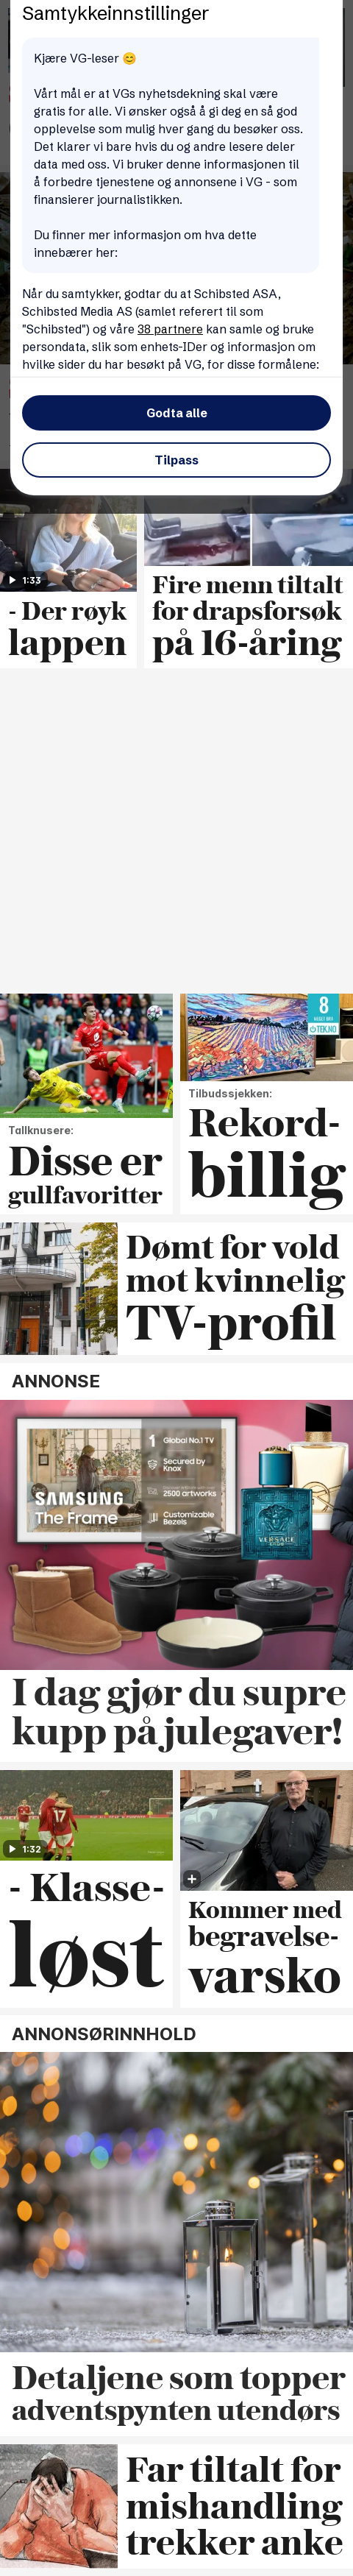 Samtykkeinnstillinger
Kjære VG-leser 😊
Vårt mål er at VGs nyhetsdekning skal være
gratis for alle. Vi ønsker også å gi deg en så god
opplevelse som mulig hver gang du besøker oss.
Det klarer vi bare hvis du og andre lesere deler
data med oss. Vi bruker denne informasjonen til
å forbedre tjenestene og annonsene i VG - som
finansierer journalistikken.
Du finner mer informasjon om hva dette
innebærer her:
Når du samtykker, godtar du at Schibsted ASA,
Schibsted Media AS (samlet referert til som
"Schibsted") og våre 38 partnere kan samle og bruke
persondata, slik som enhets-IDer og informasjon om
hvilke sider du har besøkt på VG, for disse formålene:
Godta alle
Tilpass
1:33
- Der røyk
lappen
Fire menn tiltalt
for drapsforsøk
på 16-åring
Tallknusere:
Disse er
gullfavoritter
8
TEKNO
Tilbudssjekken:
Rekord-
billig
Dømt for vold
mot kvinnelig
TV-profil
ANNONSE
SAMSUNG
The Frame
1 Global No.1 TV
Secured by
Knox
2500 artworks
Customizable
Bezels
VERSACE
I dag gjør du supre
kupp på julegaver!
17
1:32
- Klasse-
løst
Kommer med
begravelse-
varsko
ANNONSØRINNHOLD
Detaljene som topper
adventspynten utendørs
Far tiltalt for
mishandling
trekker anke